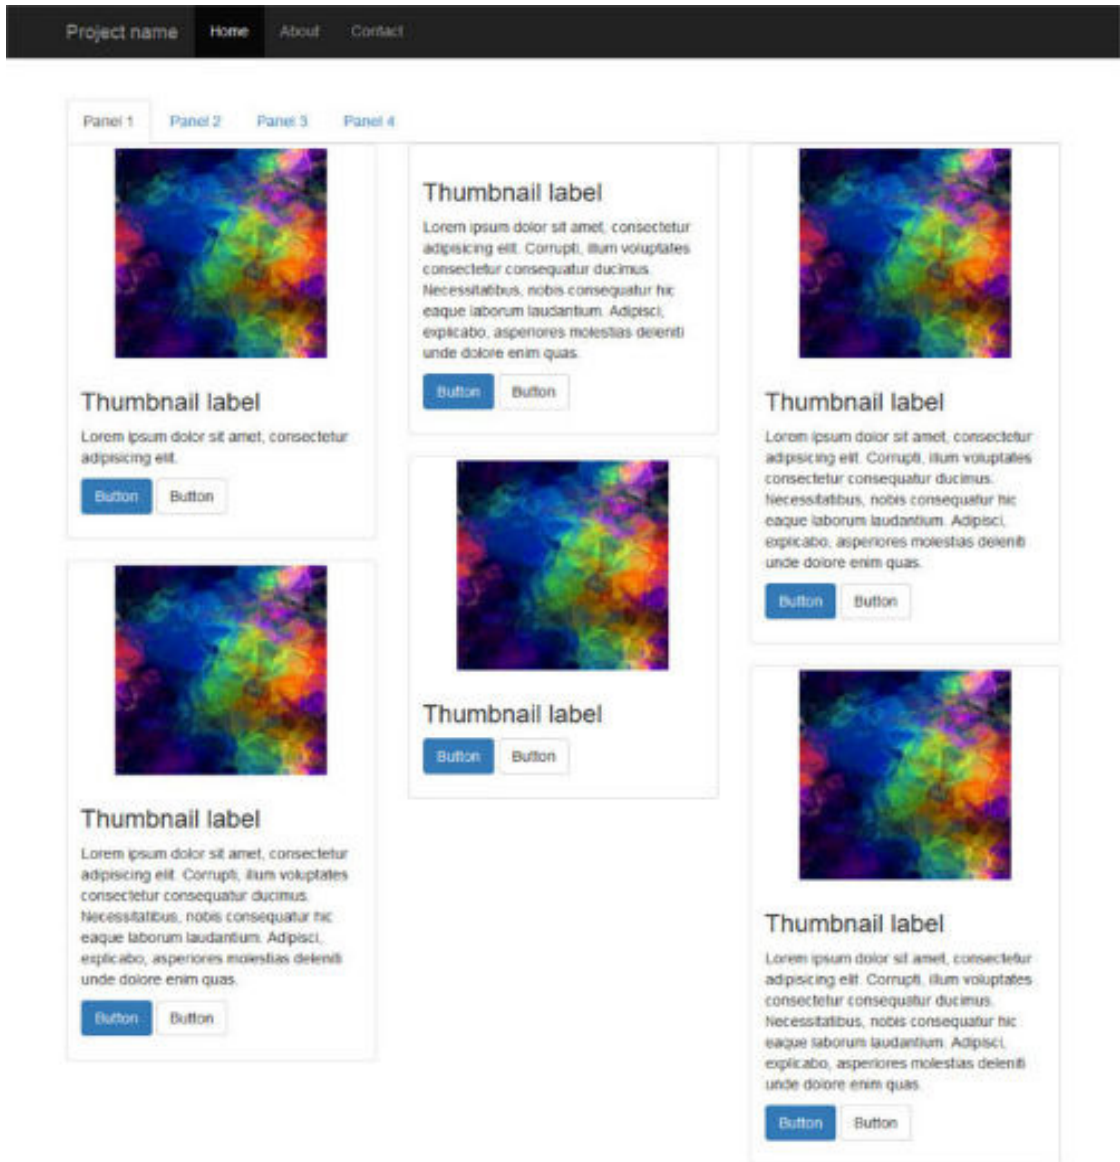 Project name Home About Contact
Panel 1 Panel 2 Panel 3 Panel 4
Thumbnail label
Lorem ipsum dolor sit amet, consectetur
adipisicing elit.
Button Button
Thumbnail label
Lorem ipsum dolor sit amet, consectetur
adipisicing elit. Corrupti, illum voluptates
consectetur consequatur ducimus.
Necessitatibus, nobis consequatur hic
eaque laborum laudantium. Adipisci,
explicabo, asperiores molestias deleniti
unde dolore enim quas.
Button Button
Thumbnail label
Lorem ipsum dolor sit amet, consectetur
adipisicing elit. Corrupti, illum voluptates
consectetur consequatur ducimus.
Necessitatibus, nobis consequatur hic
eaque laborum laudantium. Adipisci,
explicabo, asperiores molestias deleniti
unde dolore enim quas.
Button Button
Thumbnail label
Button Button
Thumbnail label
Lorem ipsum dolor sit amet, consectetur
adipisicing elit. Corrupti, illum voluptates
consectetur consequatur ducimus.
Necessitatibus, nobis consequatur hic
eaque laborum laudantium. Adipisci,
explicabo, asperiores molestias deleniti
unde dolore enim quas.
Button Button
Thumbnail label
Lorem ipsum dolor sit amet, consectetur
adipisicing elit. Corrupti, illum voluptates
consectetur consequatur ducimus.
Necessitatibus, nobis consequatur hic
eaque laborum laudantium. Adipisci,
explicabo, asperiores molestias deleniti
unde dolore enim quas.
Button Button